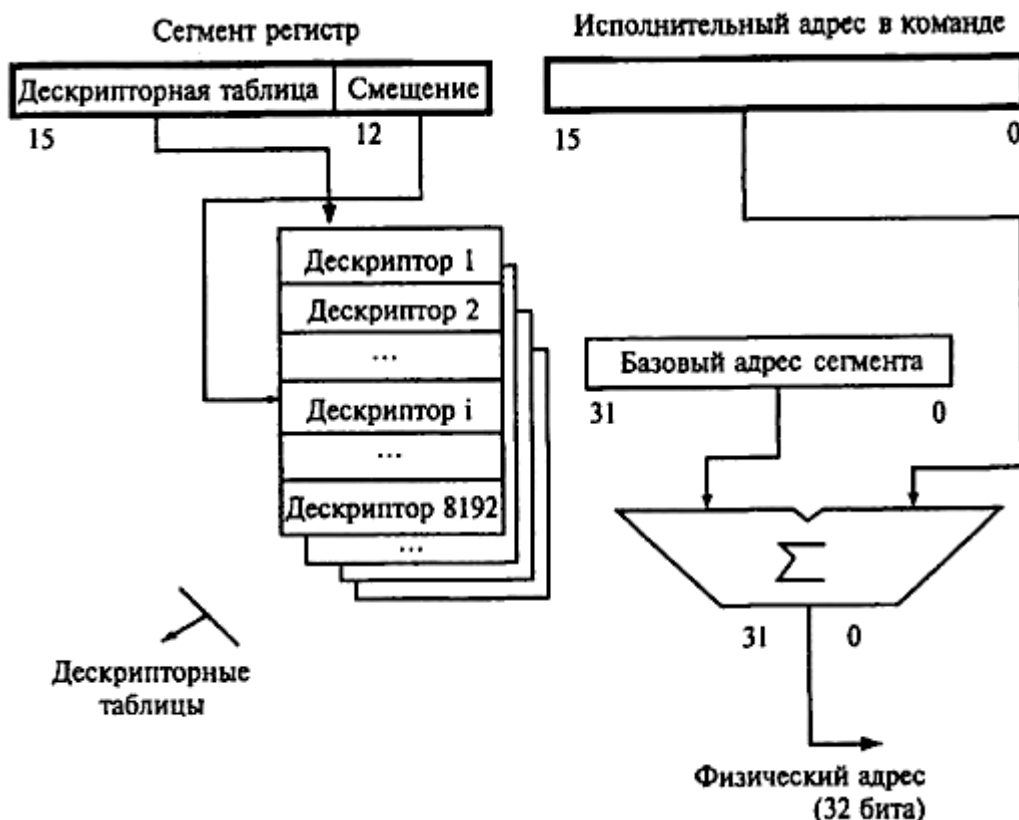 Сегмент регистр
Исполнительный адрес в команде
Дескрипторная таблица Смещение
15 12
15 0
Дескриптор 1
Дескриптор 2
...
Дескриптор i
...
Дескриптор 8192
...
Базовый адрес сегмента
31 0
Σ
31 0
Дескрипторные
таблицы
Физический адрес
(32 бита)